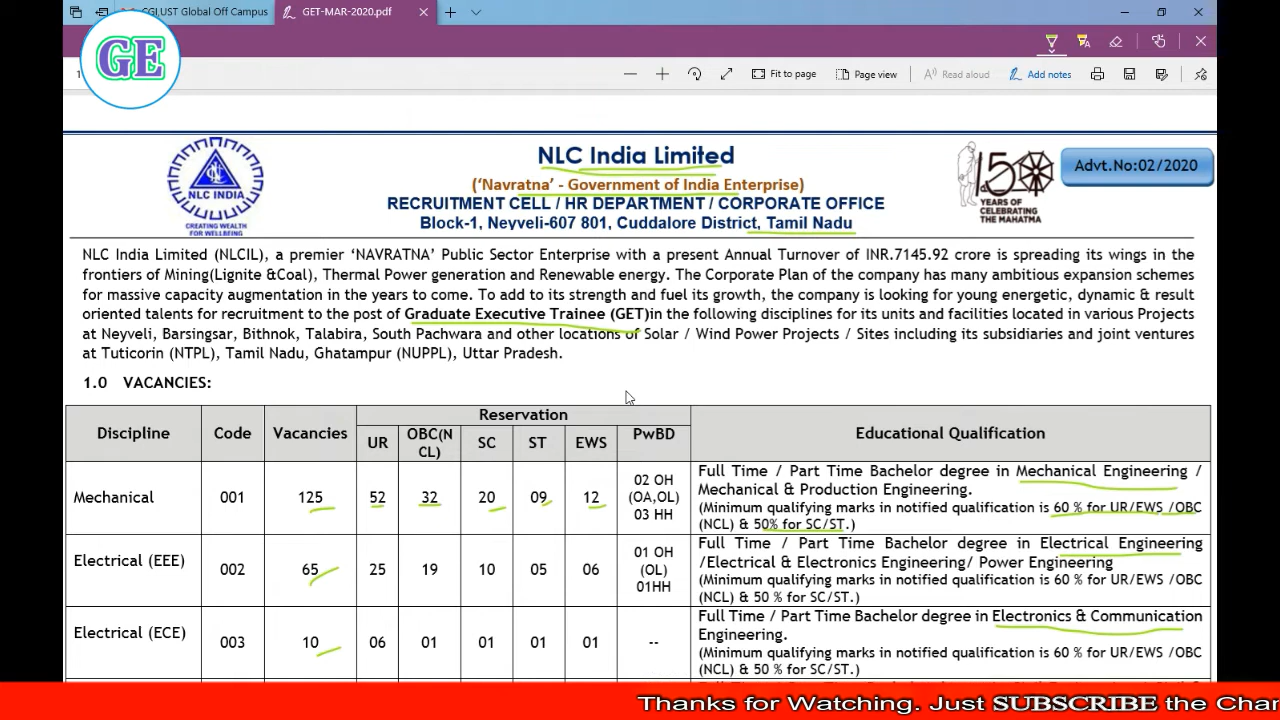 CGI,UST Global Off Campus
GET-MAR-2020.pdf
GE
1
Fit to page
Page view
Read aloud
Add notes
NLC India Limited
('Navratna' - Government of India Enterprise)
RECRUITMENT CELL / HR DEPARTMENT / CORPORATE OFFICE
Block-1, Neyveli-607 801, Cuddalore District, Tamil Nadu
NLC INDIA
CREATING WEALTH
FOR WELLBEING
150
YEARS OF
CELEBRATING
THE MAHATMA
Advt.No:02/2020
NLC India Limited (NLCIL), a premier ‘NAVRATNA’ Public Sector Enterprise with a present Annual Turnover of INR.7145.92 crore is spreading its wings in the
frontiers of Mining(Lignite &Coal), Thermal Power generation and Renewable energy. The Corporate Plan of the company has many ambitious expansion schemes
for massive capacity augmentation in the years to come. To add to its strength and fuel its growth, the company is looking for young energetic, dynamic & result
oriented talents for recruitment to the post of Graduate Executive Trainee (GET)in the following disciplines for its units and facilities located in various Projects
at Neyveli, Barsingsar, Bithnok, Talabira, South Pachwara and other locations of Solar / Wind Power Projects / Sites including its subsidiaries and joint ventures
at Tuticorin (NTPL), Tamil Nadu, Ghatampur (NUPPL), Uttar Pradesh.
1.0 VACANCIES:
Discipline Code Vacancies Reservation Educational Qualification
UR OBC(N
CL) SC ST EWS PwBD
Mechanical 001 125 52 32 20 09 12
02 OH
(OA,OL)
03 HH
Full Time / Part Time Bachelor degree in Mechanical Engineering /
Mechanical & Production Engineering.
(Minimum qualifying marks in notified qualification is 60 % for UR/EWS /OBC
(NCL) & 50% for SC/ST.)
Electrical (EEE) 002 65 25 19 10 05 06
01 OH
(OL)
01HH
Full Time / Part Time Bachelor degree in Electrical Engineering
/Electrical & Electronics Engineering/ Power Engineering
(Minimum qualifying marks in notified qualification is 60 % for UR/EWS /OBC
(NCL) & 50 % for SC/ST.)
Electrical (ECE) 003 10 06 01 01 01 01 --
Full Time / Part Time Bachelor degree in Electronics & Communication
Engineering.
(Minimum qualifying marks in notified qualification is 60 % for UR/EWS /OBC
(NCL) & 50 % for SC/ST.)
Thanks for Watching. Just SUBSCRIBE the Char